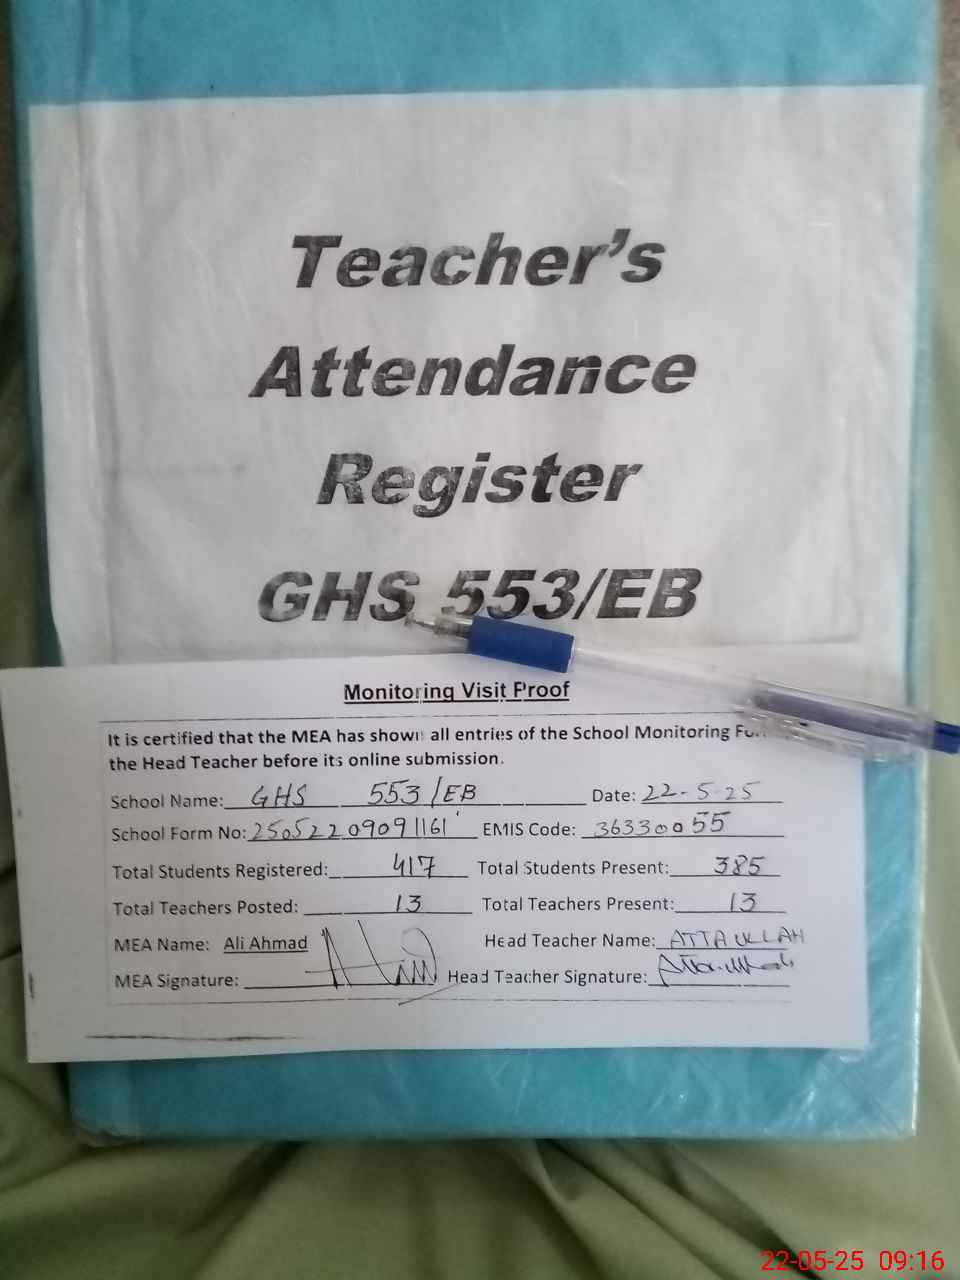 Teacher's
Attendance
Register
GHS 553/EB
Monitoring Visit Proof
It is certified that the MEA has shown all entries of the School Monitoring
the Head Teacher before its online submission.
School Name: GHS 553/EB Date: 22-5-25
School Form No: 25052209091161 EMIS Code: 36330055
Total Students Registered: 417 Total Students Present: 385
Total Teachers Posted: 13 Total Teachers Present: 13
MEA Name: Ali Ahmad Head Teacher Name: ATTA ULLAH
MEA Signature: Head Teacher Signature:
22-05-25 09:16